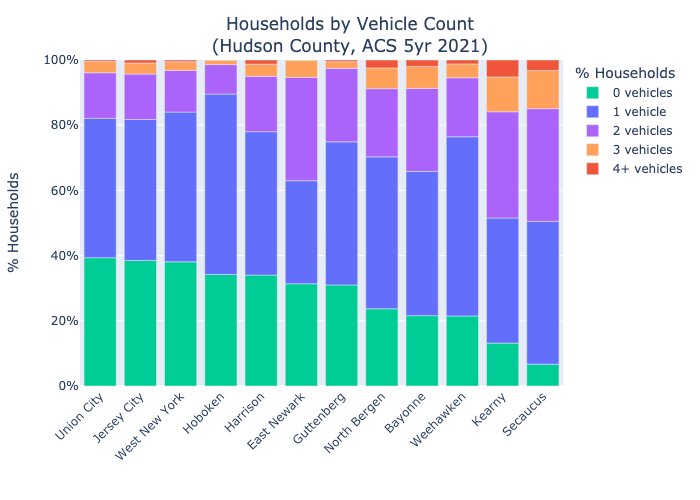 Households by Vehicle Count
(Hudson County, ACS 5yr 2021)
% Households
100%
80%
60%
40%
20%
0%
% Households
0 vehicles
1 vehicle
2 vehicles
3 vehicles
4+ vehicles
Union City
Jersey City
West New York
Hoboken
Harrison
East Newark
Guttenberg
North Bergen
Bayonne
Weehawken
Kearny
Secaucus